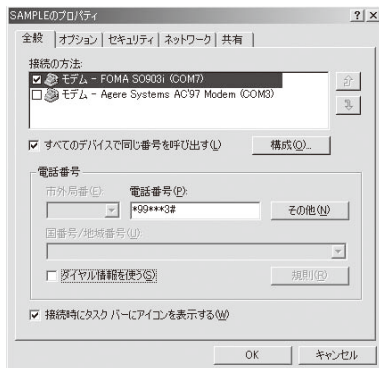 SAMPLEのプロパティ
全般 オプション セキュリティ ネットワーク 共有
接続の方法:
モデム - FOMA SO903i (COM7)
モデム - Agere Systems AC'97 Modem (COM3)
すべてのデバイスで同じ番号を呼び出す(L) 構成(O)...
電話番号
市外局番(E): 電話番号(P):
*99***3# その他(N)
国番号/地域番号(U):
ダイヤル情報を使う(S) 規則(R)
接続時にタスク バーにアイコンを表示する(W)
OK キャンセル